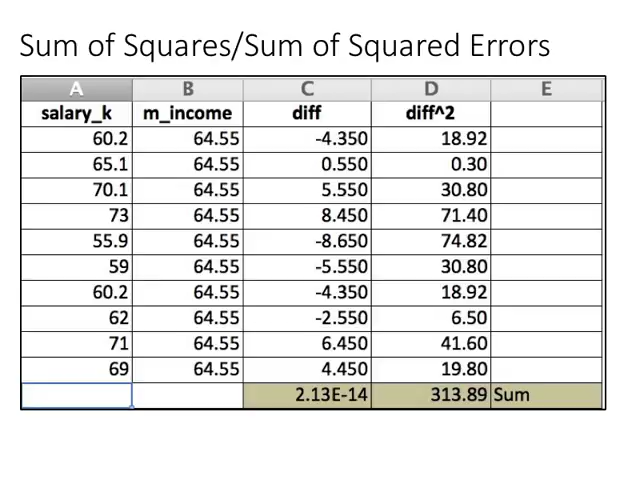 Sum of Squares/Sum of Squared Errors
A B C D E
salary_k m_income diff diff^2
60.2 64.55 -4.350 18.92
65.1 64.55 0.550 0.30
70.1 64.55 5.550 30.80
73 64.55 8.450 71.40
55.9 64.55 -8.650 74.82
59 64.55 -5.550 30.80
60.2 64.55 -4.350 18.92
62 64.55 -2.550 6.50
71 64.55 6.450 41.60
69 64.55 4.450 19.80
2.13E-14 313.89 Sum